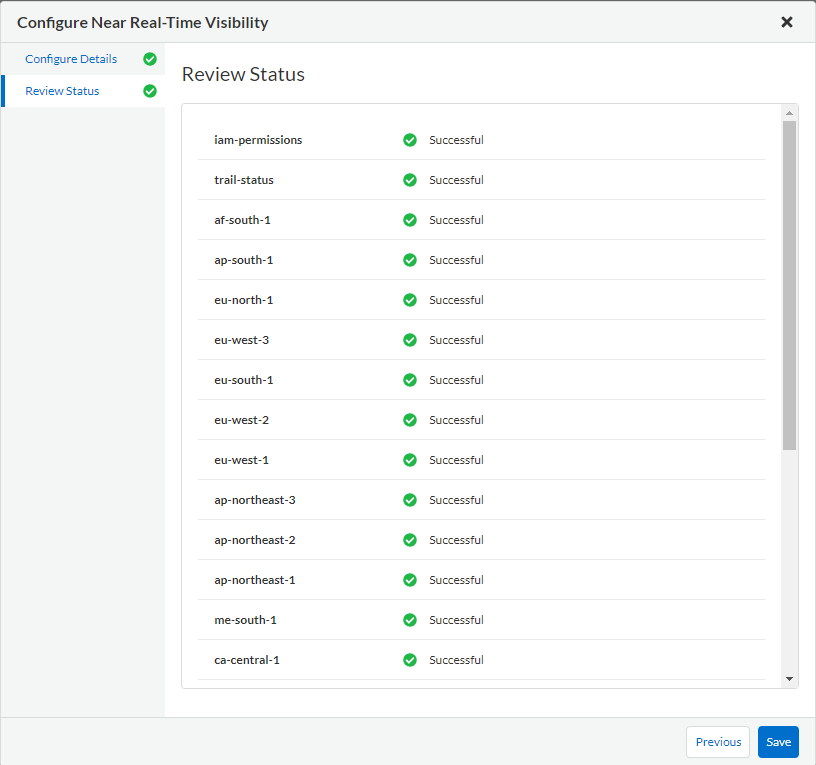 Configure Near Real-Time Visibility
Configure Details
Review Status
Review Status
iam-permissions Successful
trail-status Successful
af-south-1 Successful
ap-south-1 Successful
eu-north-1 Successful
eu-west-3 Successful
eu-south-1 Successful
eu-west-2 Successful
eu-west-1 Successful
ap-northeast-3 Successful
ap-northeast-2 Successful
ap-northeast-1 Successful
me-south-1 Successful
ca-central-1 Successful
Previous Save